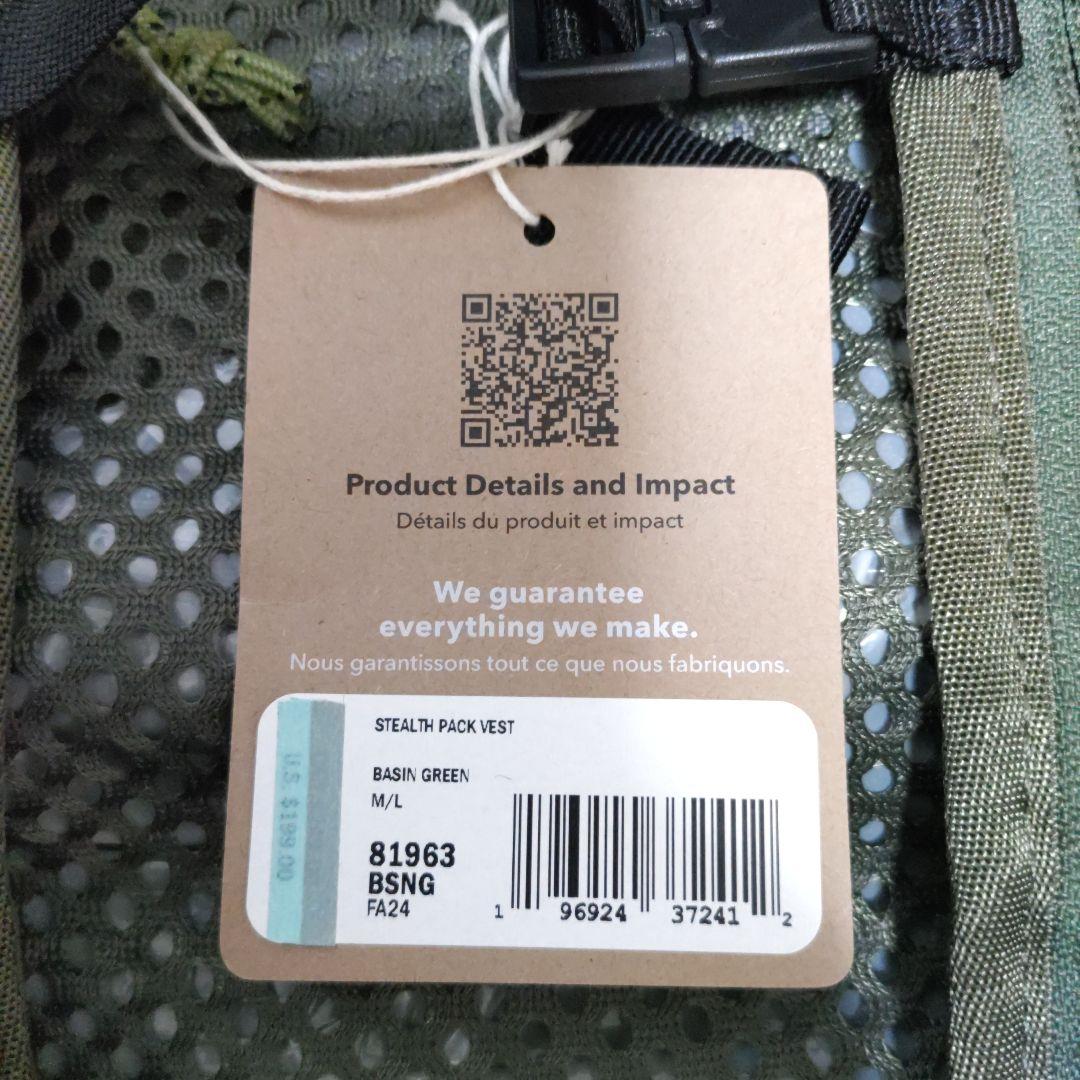 Product Details and Impact
Détails du produit et impact
We guarantee
everything we make.
Nous garantissons tout ce que nous fabriquons.
STEALTH PACK VEST
BASIN GREEN
M/L
81963
BSNG
FA24
U.S. $199.00
1 96924 37241 2